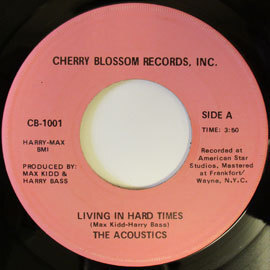 CHERRY BLOSSOM RECORDS, INC.
CB-1001
SIDE A
TIME: 3:50
HARRY-MAX
BMI
PRODUCED BY:
MAX KIDD &
HARRY BASS
Recorded at
American Star
Studios, Mastered
at Frankfort/
Wayne, N.Y.C.
LIVING IN HARD TIMES
(Max Kidd-Harry Bass)
THE ACOUSTICS